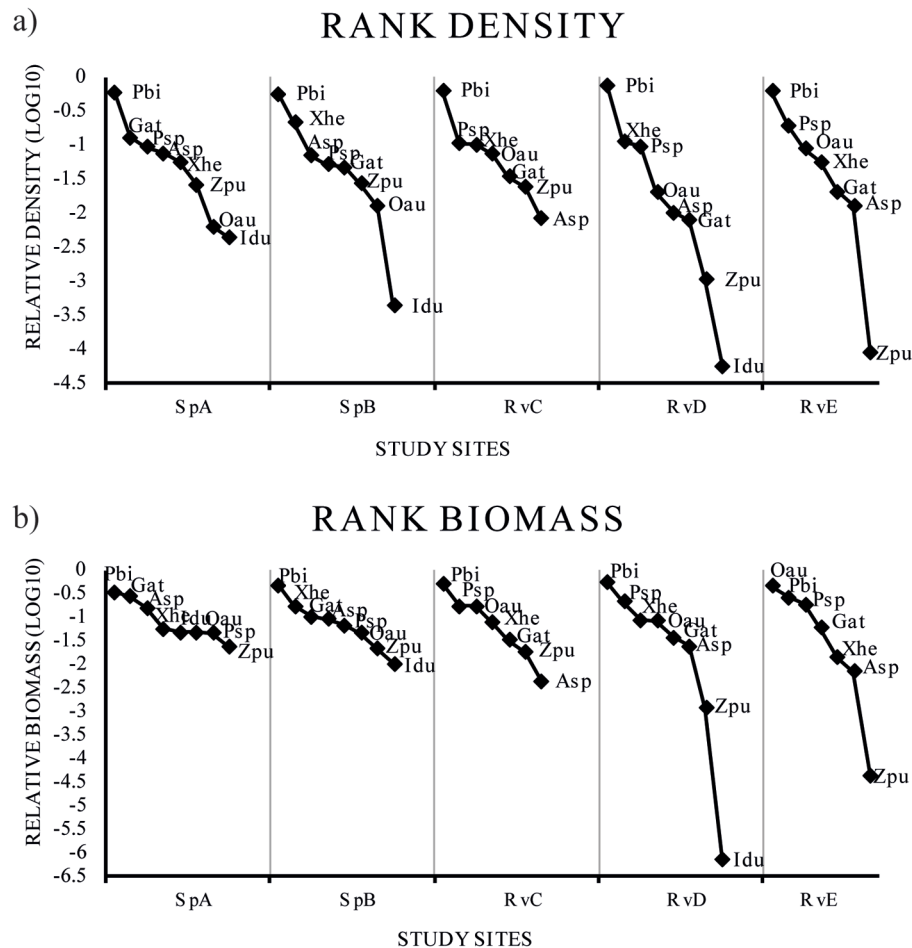 a)
RANK DENSITY
RELATIVE DENSITY (LOG10)
0
-0.5
-1
-1.5
-2
-2.5
-3
-3.5
-4
-4.5
Pbi
Gat
Psp
Asp
Xhe
Zpu
Oau
Idu
Pbi
Xhe
Asp
Psp
Gat
Zpu
Oau
Idu
Pbi
Psp
Xhe
Oau
Gat
Zpu
Asp
Pbi
Xhe
Psp
Oau
Asp
Gat
Zpu
Idu
Pbi
Psp
Oau
Xhe
Gat
Asp
Zpu
SpA SpB RvC RvD RvE
STUDY SITES
b)
RANK BIOMASS
RELATIVE BIOMASS (LOG10)
0
-0.5
-1
-1.5
-2
-2.5
-3
-3.5
-4
-4.5
-5
-5.5
-6
-6.5
Pbi
Gat
Asp
Xhe
Idu
Oau
Psp
Zpu
Pbi
Xhe
Gat
Asp
Psp
Oau
Zpu
Idu
Pbi
Psp
Oau
Xhe
Gat
Zpu
Asp
Pbi
Psp
Xhe
Oau
Gat
Asp
Zpu
Idu
Oau
Pbi
Psp
Gat
Xhe
Asp
Zpu
SpA SpB RvC RvD RvE
STUDY SITES